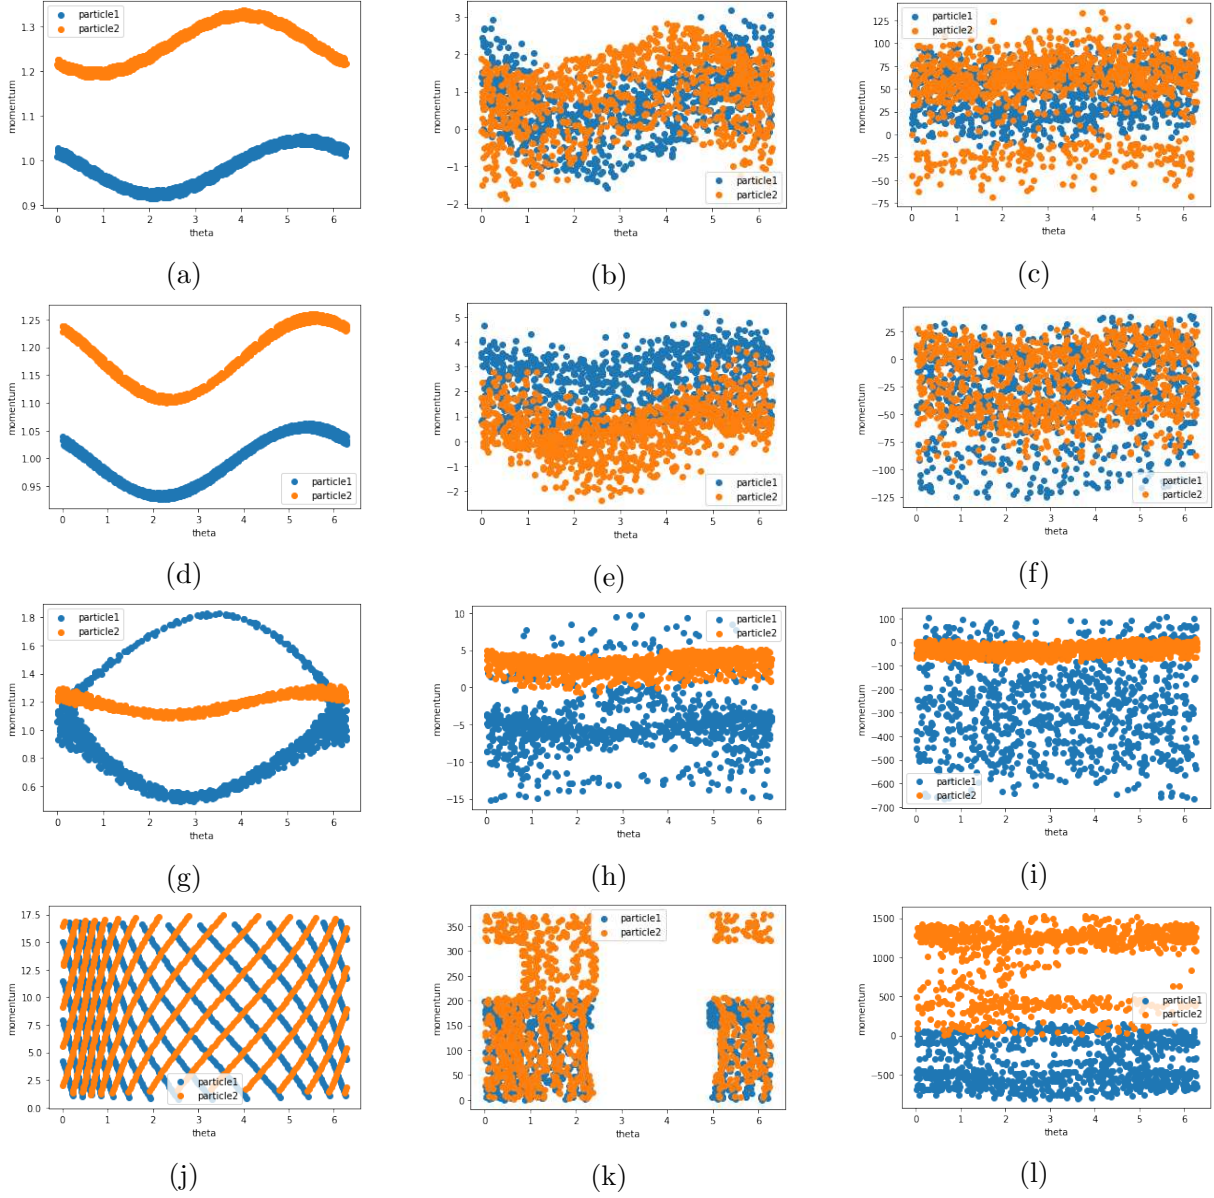 particle1
particle2
momentum
1.3
1.2
1.1
1.0
0.9
0 1 2 3 4 5 6
theta
(a)
3
2
1
0
−1
−2
momentum
particle1
particle2
0 1 2 3 4 5 6
theta
(b)
particle1
particle2
momentum
125
100
75
50
25
0
−25
−50
−75
0 1 2 3 4 5 6
theta
(c)
momentum
1.25
1.20
1.15
1.10
1.05
1.00
0.95
particle1
particle2
0 1 2 3 4 5 6
theta
(d)
momentum
5
4
3
2
1
0
−1
−2
particle1
particle2
0 1 2 3 4 5 6
theta
(e)
momentum
25
0
−25
−50
−75
−100
−125
particle1
particle2
0 1 2 3 4 5 6
theta
(f)
particle1
particle2
momentum
1.8
1.6
1.4
1.2
1.0
0.8
0.6
0 1 2 3 4 5 6
theta
(g)
particle1
particle2
momentum
10
5
0
−5
−10
−15
0 1 2 3 4 5 6
theta
(h)
momentum
100
0
−100
−200
−300
−400
−500
−600
−700
particle1
particle2
0 1 2 3 4 5 6
theta
(i)
momentum
17.5
15.0
12.5
10.0
7.5
5.0
2.5
0.0
particle1
particle2
0 1 2 3 4 5 6
theta
(j)
particle1
particle2
momentum
350
300
250
200
150
100
50
0
0 1 2 3 4 5 6
theta
(k)
momentum
1500
1000
500
0
−500
particle1
particle2
0 1 2 3 4 5 6
theta
(l)